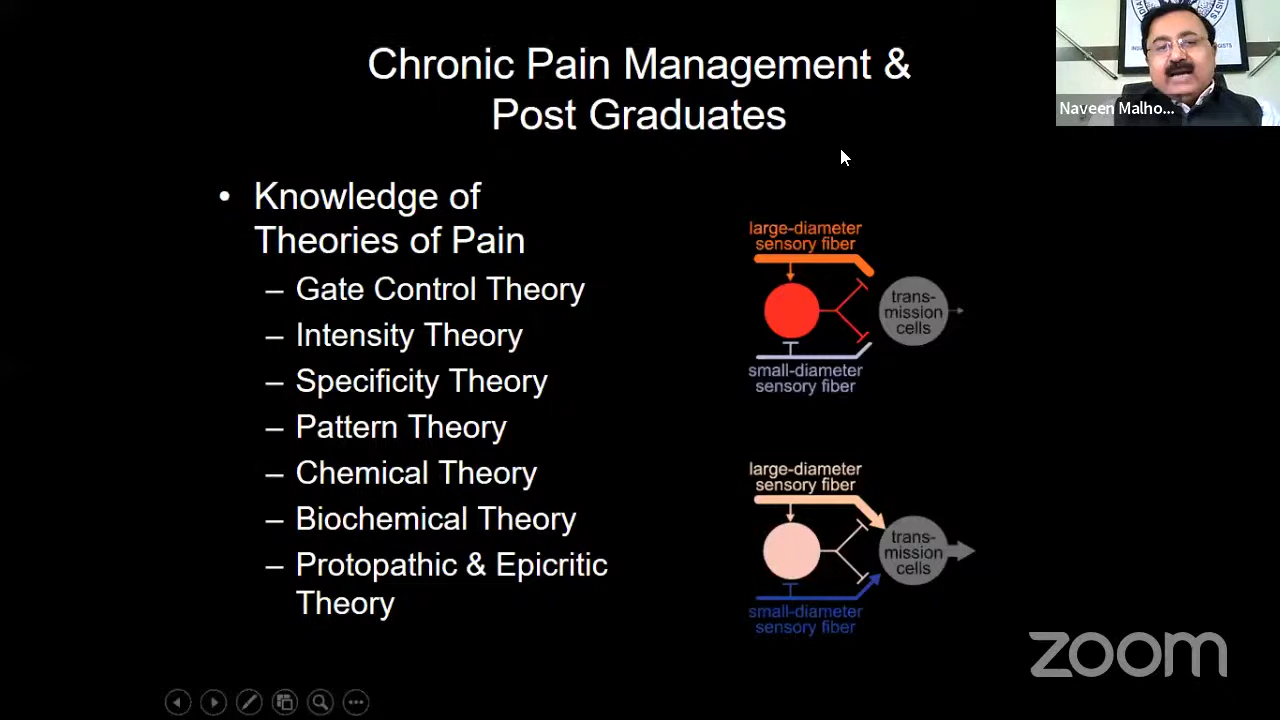 Chronic Pain Management &
Post Graduates
Naveen Malho...
• Knowledge of
Theories of Pain
– Gate Control Theory
– Intensity Theory
– Specificity Theory
– Pattern Theory
– Chemical Theory
– Biochemical Theory
– Protopathic & Epicritic
Theory
large-diameter
sensory fiber
trans-
mission
cells
small-diameter
sensory fiber
large-diameter
sensory fiber
trans-
mission
cells
small-diameter
sensory fiber
zoom